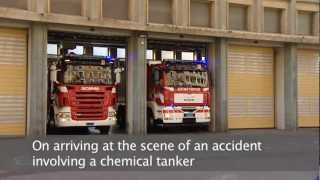 On arriving at the scene of an accident
involving a chemical tanker